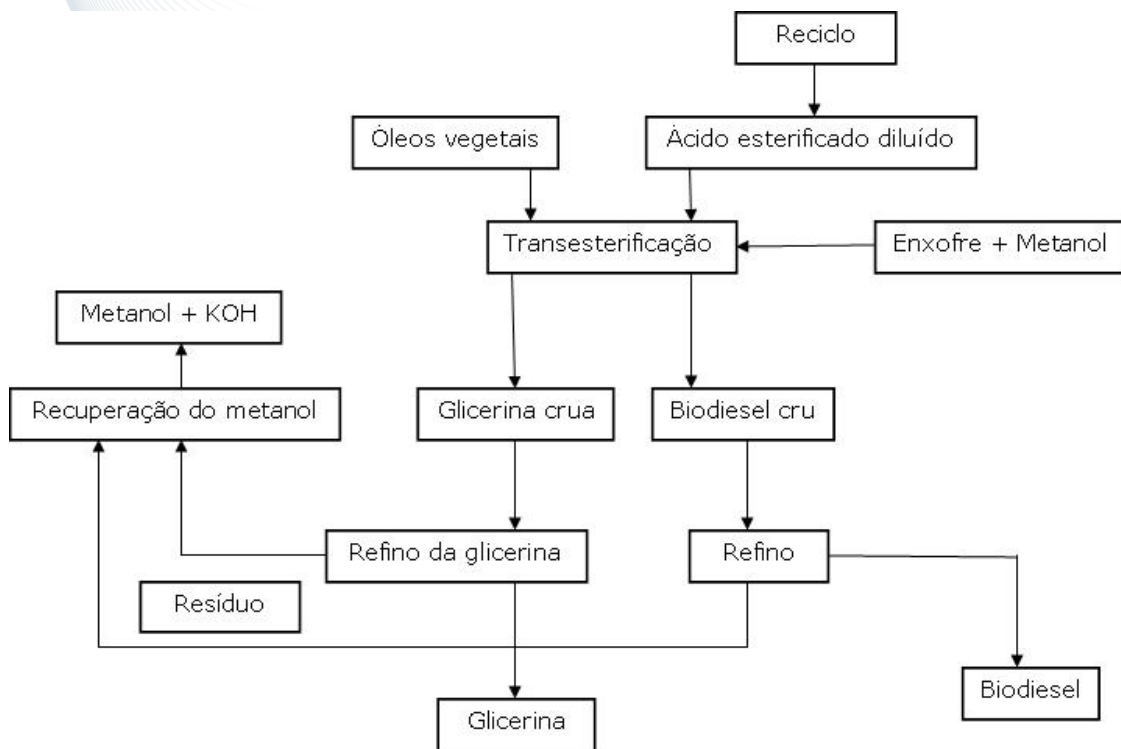 Reciclo
Óleos vegetais
Ácido esterificado diluído
Transesterificação
Enxofre + Metanol
Metanol + KOH
Recuperação do metanol
Glicerina crua
Biodiesel cru
Refino da glicerina
Refino
Resíduo
Biodiesel
Glicerina